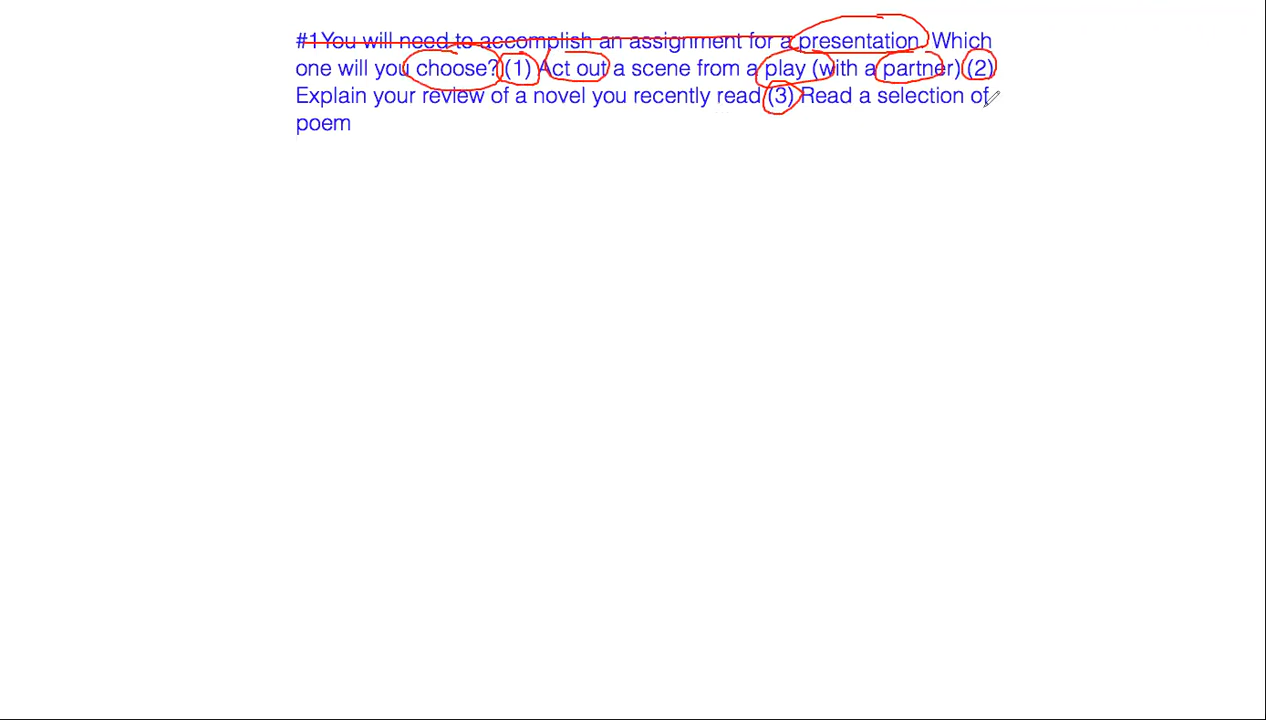 #1You will need to accomplish an assignment for a presentation. Which
one will you choose? (1) Act out a scene from a play (with a partner) (2)
Explain your review of a novel you recently read (3) Read a selection of
poem